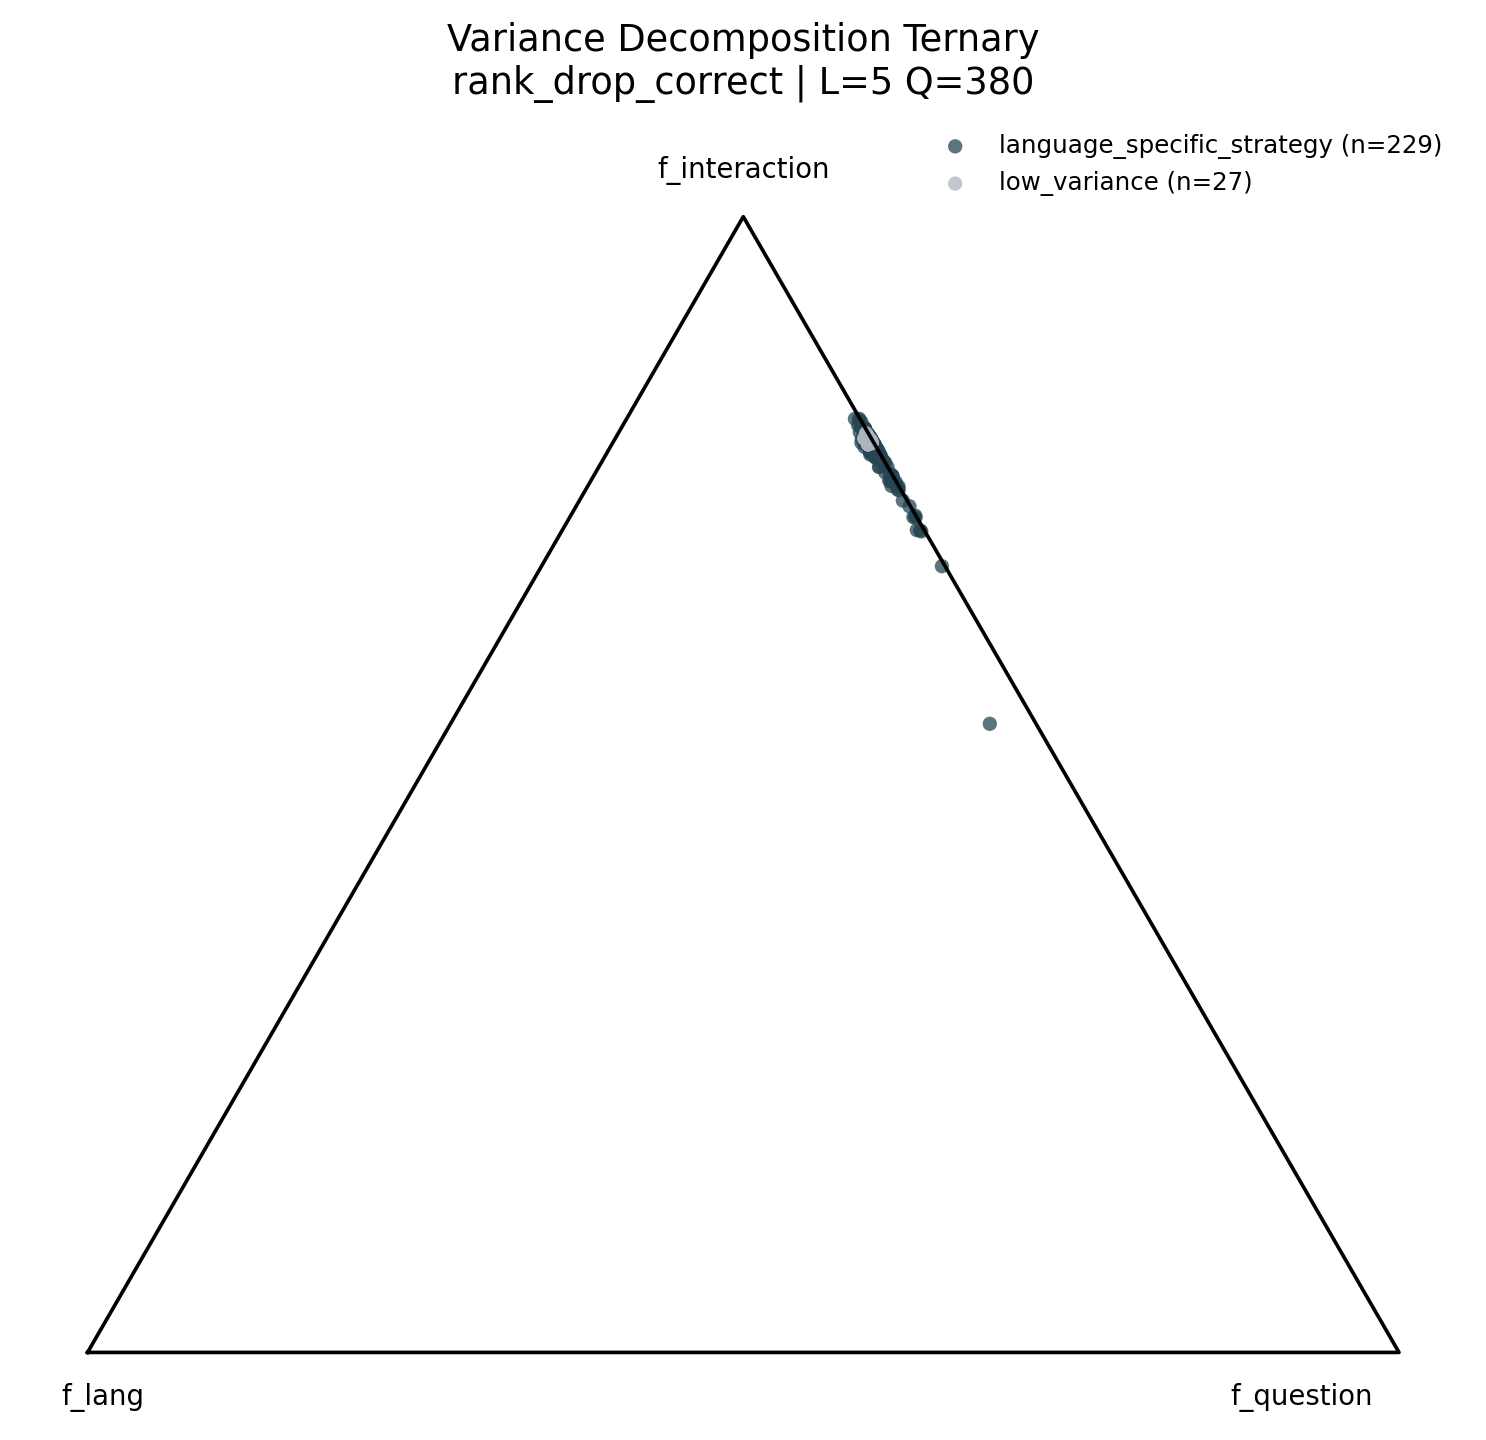 Variance Decomposition Ternary
rank_drop_correct | L=5 Q=380
language_specific_strategy (n=229)
low_variance (n=27)
f_interaction
f_lang
f_question